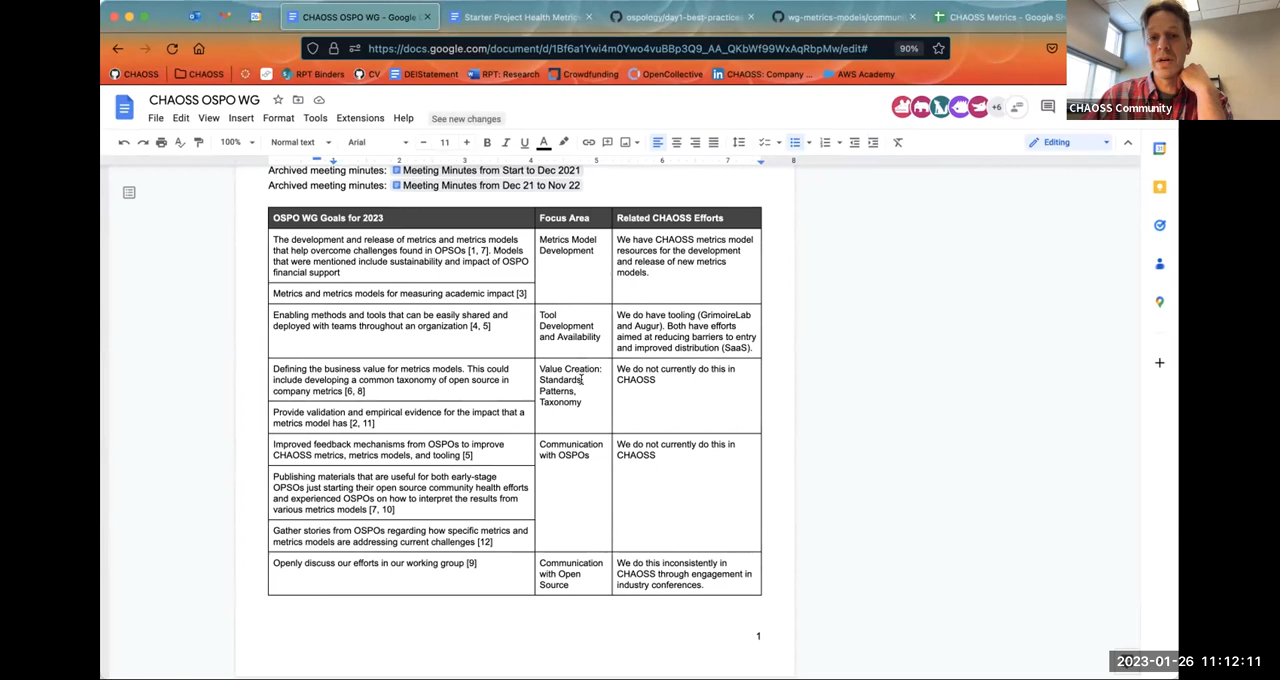 CHAOSS OSPO WG - Google
Starter Project Health Metrics
ospology/day1-best-practice
wg-metrics-models/commun
CHAOSS Metrics - Google Sh
https://docs.google.com/document/d/1Bf6a1Ywi4m0Ywo4vuBBp3Q9_AA_QKbWf99WxAqRbpMw/edit#
90%
CHAOSS
CHAOSS
RPT Binders
CV
DEIStatement
RPT: Research
Crowdfunding
OpenCollective
CHAOSS: Company ...
AWS Academy
CHAOSS Community
CHAOSS OSPO WG
File Edit View Insert Format Tools Extensions Help
See new changes
+6
100%
Normal text
Arial
11
Editing
2 3 4 5 6 7 8
Archived meeting minutes: Meeting Minutes from Start to Dec 2021
Archived meeting minutes: Meeting Minutes from Dec 21 to Nov 22
OSPO WG Goals for 2023
Focus Area
Related CHAOSS Efforts
The development and release of metrics and metrics models
that help overcome challenges found in OPSOs [1, 7]. Models
that were mentioned include sustainability and impact of OSPO
financial support
Metrics Model
Development
We have CHAOSS metrics model
resources for the development
and release of new metrics
models.
Metrics and metrics models for measuring academic impact [3]
Enabling methods and tools that can be easily shared and
deployed with teams throughout an organization [4, 5]
Tool
Development
and Availability
We do have tooling (GrimoireLab
and Augur). Both have efforts
aimed at reducing barriers to entry
and improved distribution (SaaS).
Defining the business value for metrics models. This could
include developing a common taxonomy of open source in
company metrics [6, 8]
Value Creation:
Standards,
Patterns,
Taxonomy
We do not currently do this in
CHAOSS
Provide validation and empirical evidence for the impact that a
metrics model has [2, 11]
Improved feedback mechanisms from OSPOs to improve
CHAOSS metrics, metrics models, and tooling [5]
Communication
with OSPOs
We do not currently do this in
CHAOSS
Publishing materials that are useful for both early-stage
OPSOs just starting their open source community health efforts
and experienced OSPOs on how to interpret the results from
various metrics models [7, 10]
Gather stories from OSPOs regarding how specific metrics and
metrics models are addressing current challenges [12]
Openly discuss our efforts in our working group [9]
Communication
with Open
Source
We do this inconsistently in
CHAOSS through engagement in
industry conferences.
1
2023-01-26 11:12:11